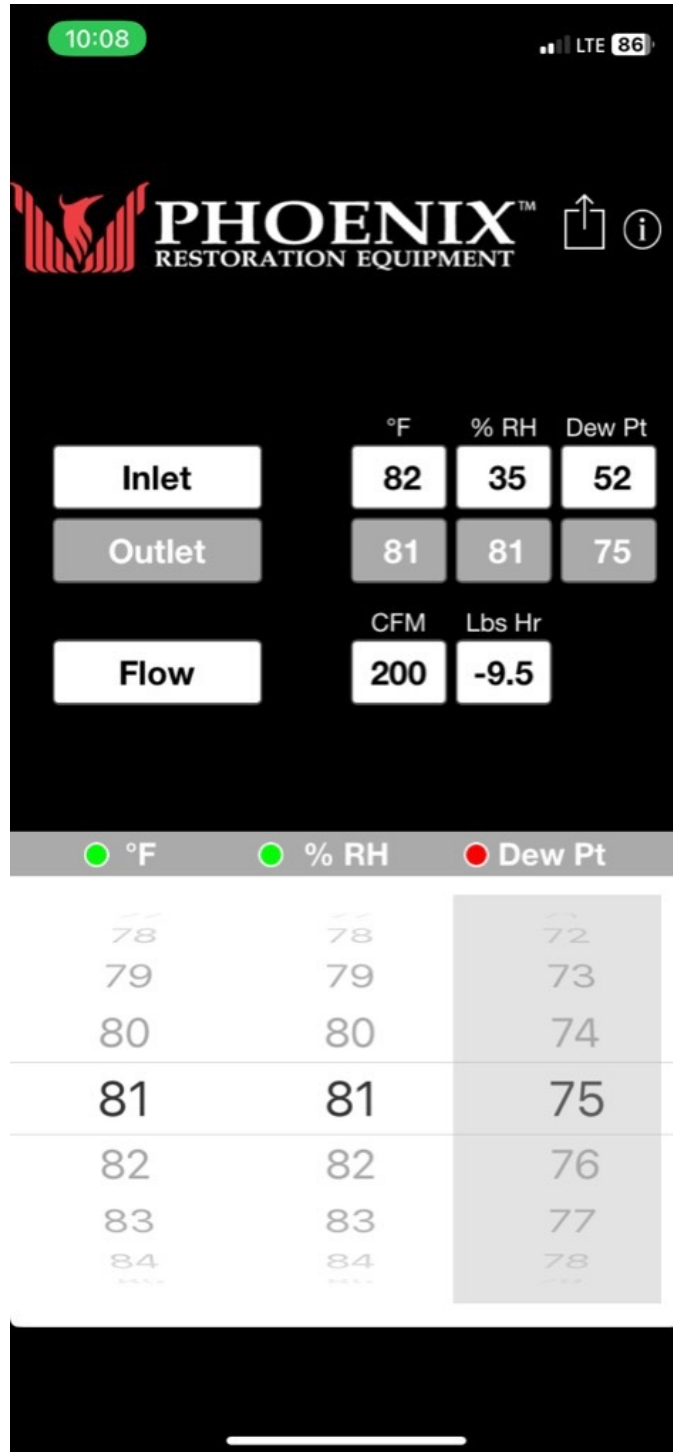 10:08 LTE 86
PHOENIX™
RESTORATION EQUIPMENT
°F % RH Dew Pt
Inlet 82 35 52
Outlet 81 81 75
CFM Lbs Hr
Flow 200 -9.5
°F % RH Dew Pt
78 78 72
79 79 73
80 80 74
81 81 75
82 82 76
83 83 77
84 84 78